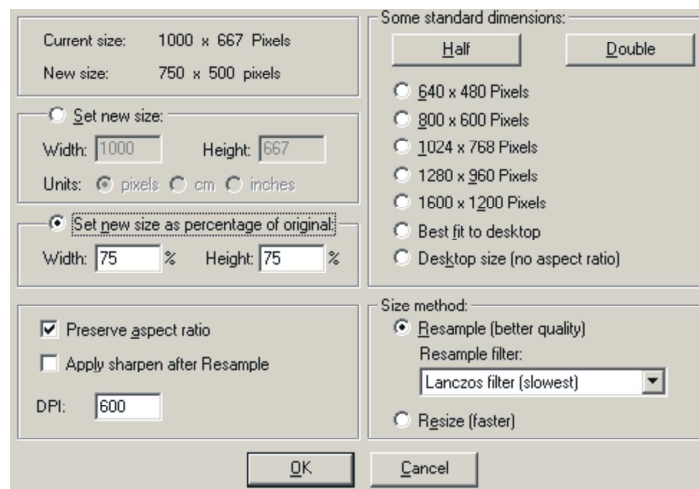 Current size: 1000 x 667 Pixels
New size: 750 x 500 pixels
Set new size:
Width: 1000 Height: 667
Units: pixels cm inches
Set new size as percentage of original:
Width: 75 % Height: 75 %
Preserve aspect ratio
Apply sharpen after Resample
DPI: 600
Some standard dimensions:
Half Double
640 x 480 Pixels
800 x 600 Pixels
1024 x 768 Pixels
1280 x 960 Pixels
1600 x 1200 Pixels
Best fit to desktop
Desktop size (no aspect ratio)
Size method:
Resample (better quality)
Resample filter:
Lanczos filter (slowest)
Resize (faster)
OK Cancel